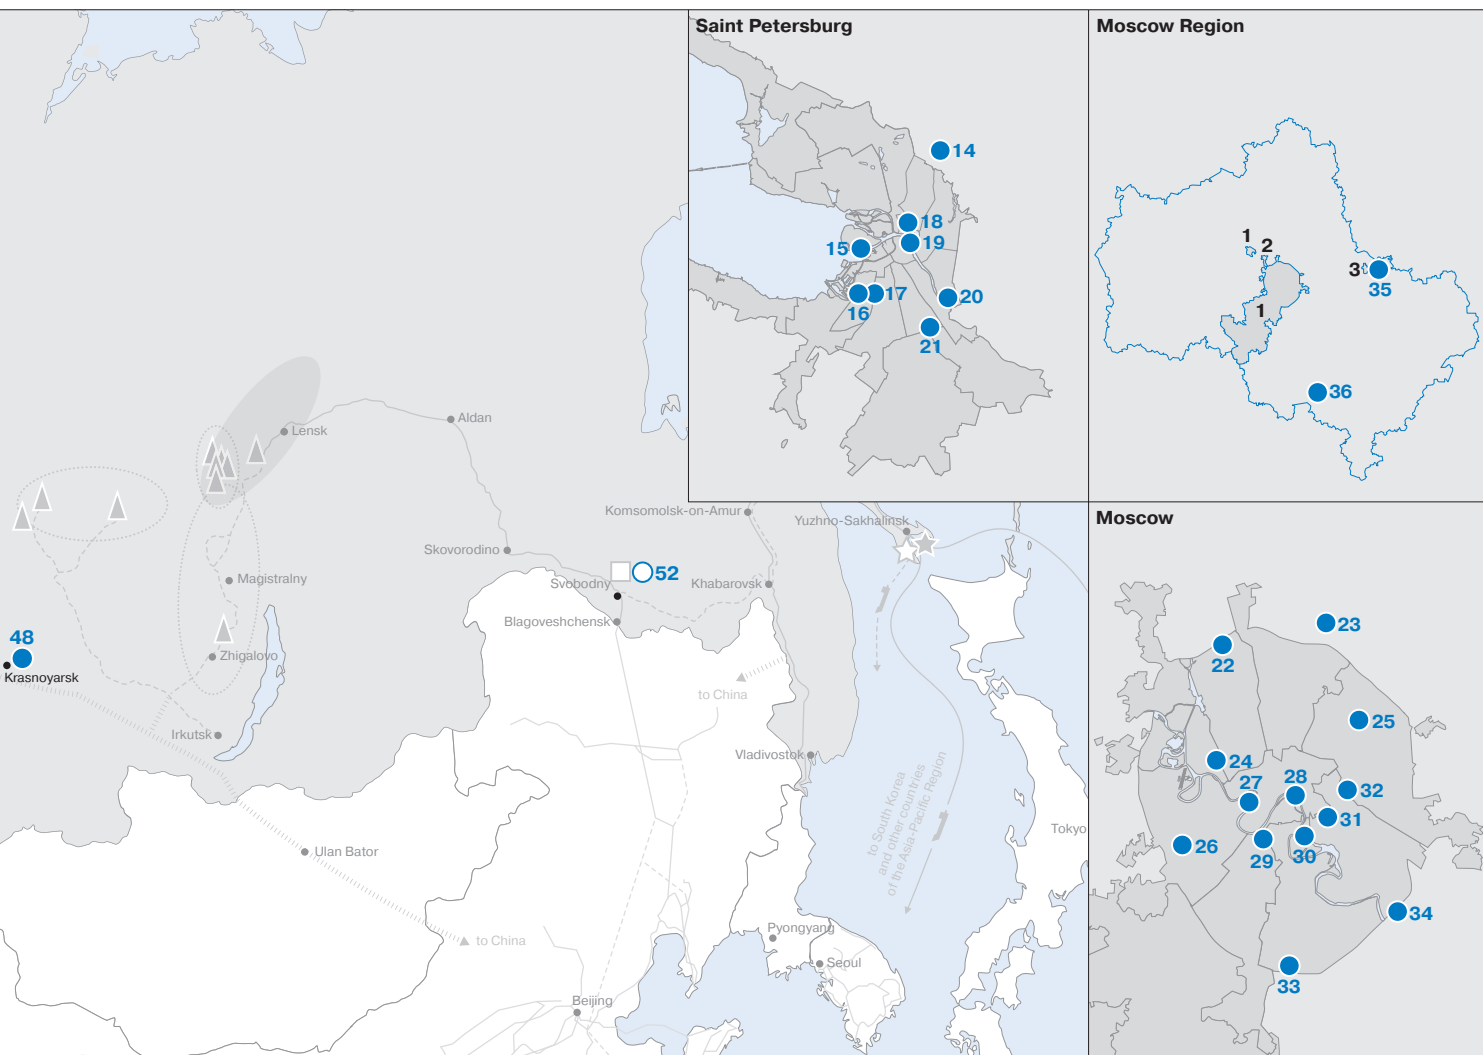 Saint Petersburg
14
18
19
15
17
16
20
21
Moscow Region
1
2
3
35
1
36
Moscow
23
22
25
24
27
28
32
31
26
29
30
34
33
Aldan
Lensk
Komsomolsk-on-Amur
Yuzhno-Sakhalinsk
Skovorodino
52
Svobodny
Khabarovsk
Magistralny
Blagoveshchensk
48
Zhigalovo
Krasnoyarsk
to China
Irkutsk
Vladivostok
to South Korea
and other countries
of the Asia-Pacific Region
Tokyo
Ulan Bator
to China
Pyongyang
Seoul
Beijing